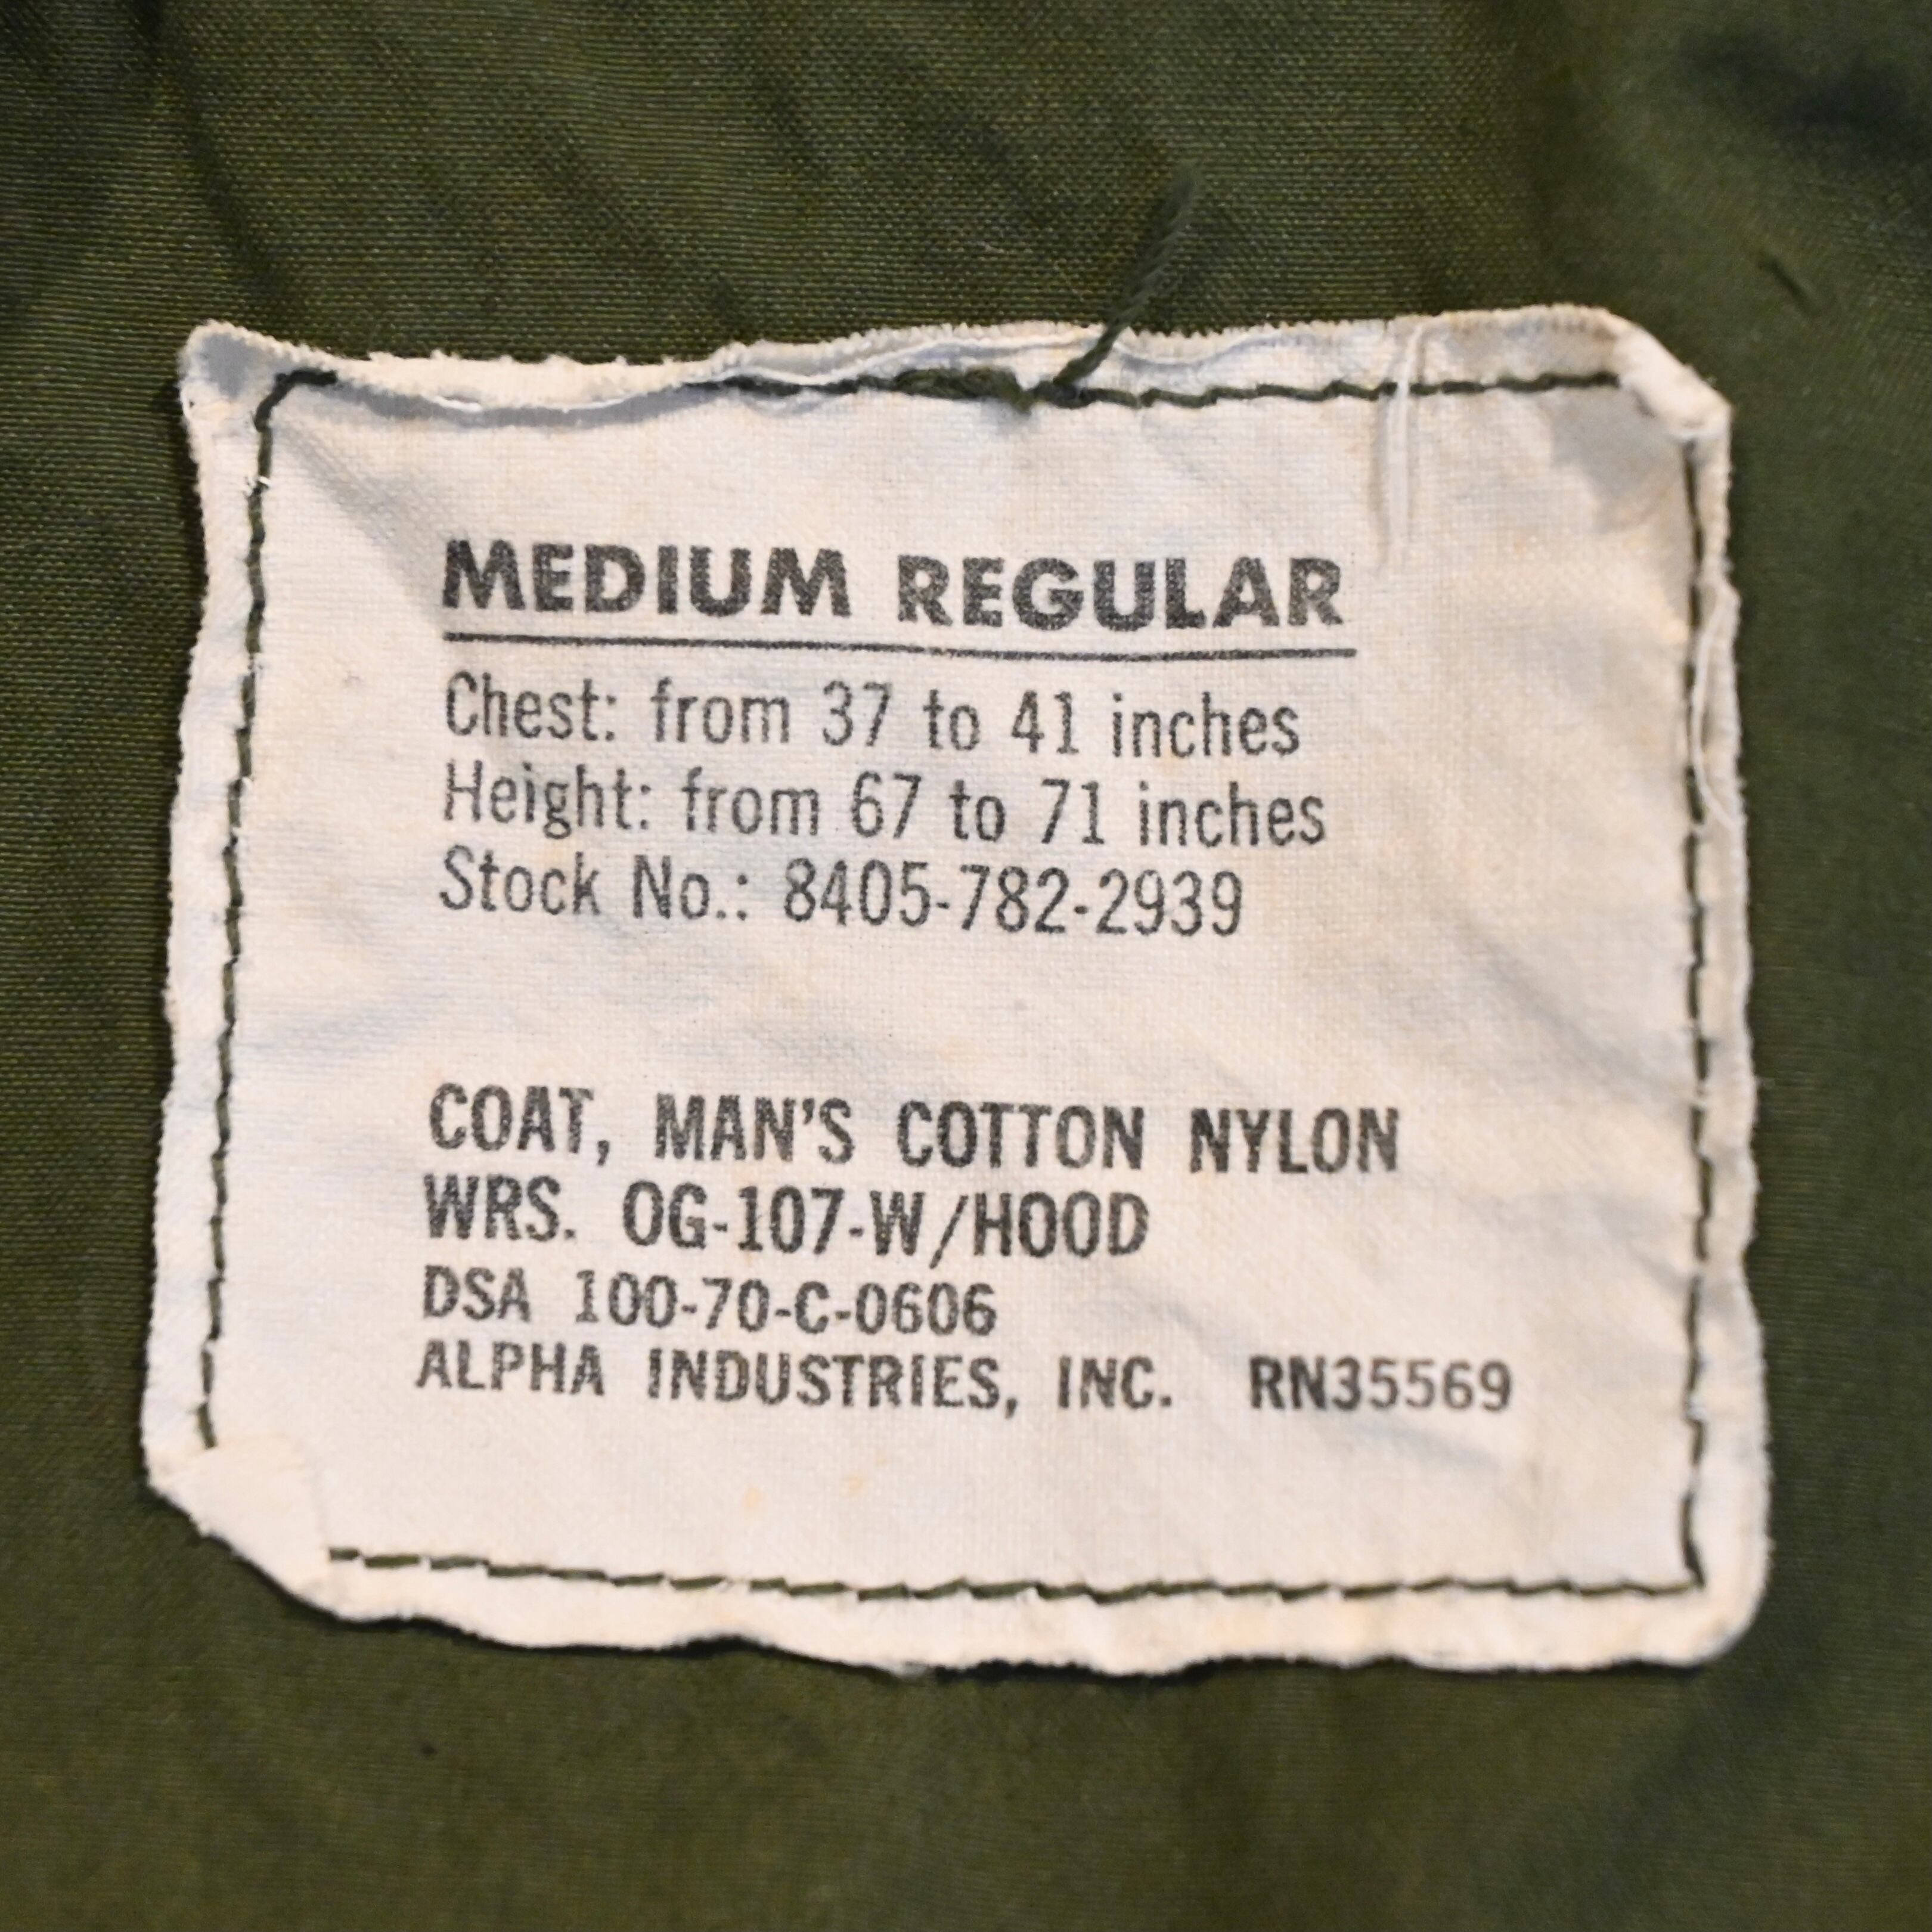 MEDIUM REGULAR
Chest: from 37 to 41 inches
Height: from 67 to 71 inches
Stock No.: 8405-782-2939
COAT, MAN'S COTTON NYLON
WRS. OG-107-W/HOOD
DSA 100-70-C-0606
ALPHA INDUSTRIES, INC. RN35569